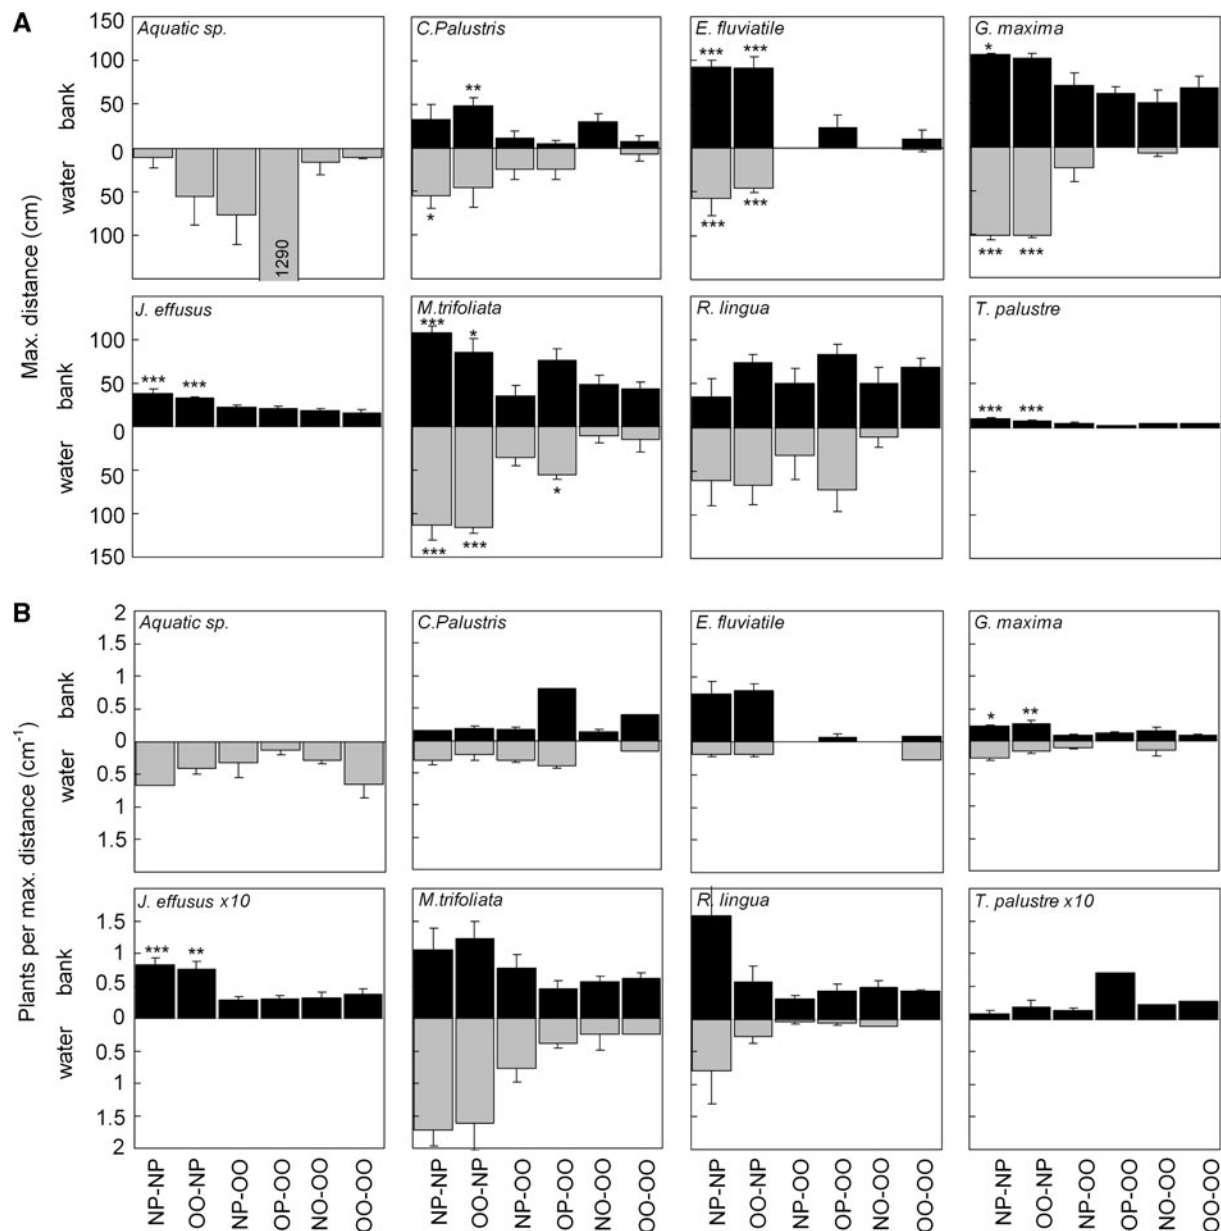 A
Max. distance (cm)
150
100
50
0
50
100
bank
water
Aquatic sp.
1290
C.Palustris
**
*
E. fluviatile
*** ***
***
***
G. maxima
*
*** ***
100
50
0
50
100
150
bank
water
J. effusus
*** ***
M.trifoliata
*** *
*
*** ***
R. lingua
T. palustre
*** ***
B
Plants per max. distance (cm-1)
2
1.5
1
0.5
0
0.5
1
1.5
bank
water
Aquatic sp.
C.Palustris
E. fluviatile
G. maxima
* **
1.5
1
0.5
0
0.5
1
1.5
2
bank
water
J. effusus x10
*** **
M.trifoliata
R. lingua
T. palustre x10
NP-NP
OO-NP
NP-OO
OP-OO
NO-OO
OO-OO
NP-NP
OO-NP
NP-OO
OP-OO
NO-OO
OO-OO
NP-NP
OO-NP
NP-OO
OP-OO
NO-OO
OO-OO
NP-NP
OO-NP
NP-OO
OP-OO
NO-OO
OO-OO